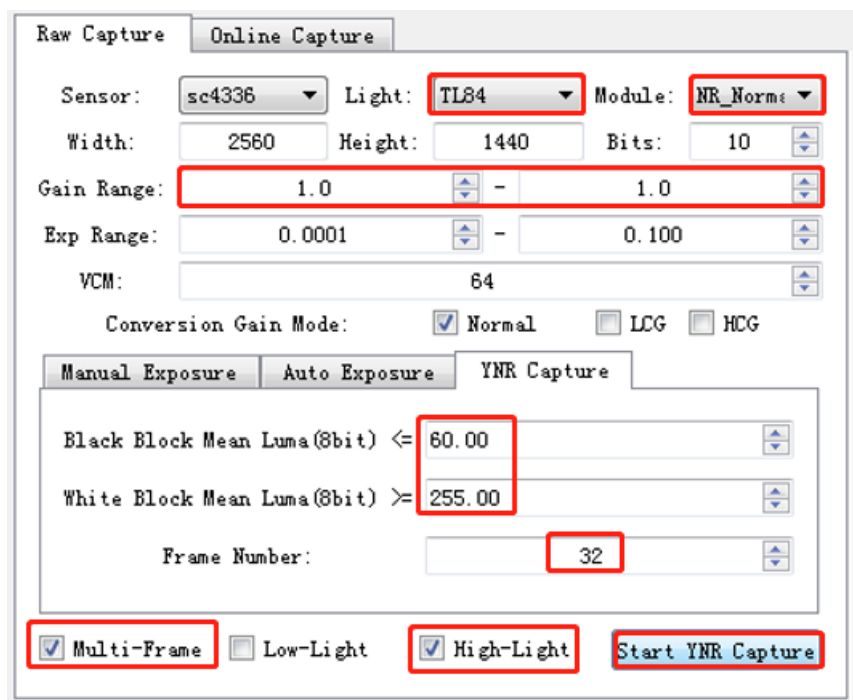 Raw Capture Online Capture
Sensor: sc4336 Light: TL84 Module: NR_Norma
Width: 2560 Height: 1440 Bits: 10
Gain Range: 1.0 - 1.0
Exp Range: 0.0001 - 0.100
VCM: 64
Conversion Gain Mode: Normal LCG HCG
Manual Exposure Auto Exposure YNR Capture
Black Block Mean Luma(8bit) <= 60.00
White Block Mean Luma(8bit) >= 255.00
Frame Number: 32
Multi-Frame Low-Light High-Light Start YNR Capture